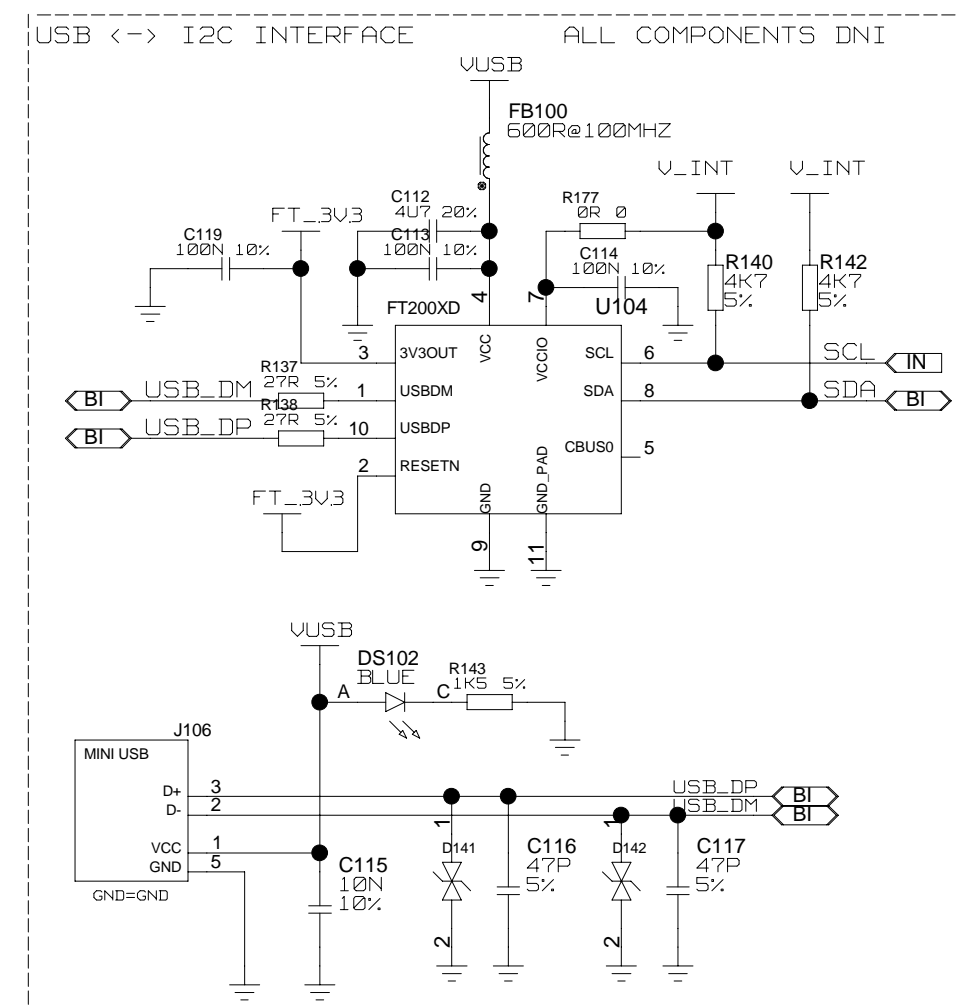 USB <-> I2C INTERFACE
ALL COMPONENTS DNI
VUSB
FB100
600R@100MHZ
V_INT
V_INT
C112
4U7 20%
R177
0R 0
FT_3V3
C119
100N 10%
C113
100N 10%
C114
100N 10%
R140
4K7
5%
R142
4K7
5%
4
7
FT200XD
U104
3
3V3OUT
VCC
VCCIO
SCL
6
SCL
IN
R137
27R 5%
BI
USB_DM
1
USBDM
SDA
8
SDA
BI
R138
27R 5%
BI
USB_DP
10
USBDP
CBUS0
5
2
RESETN
FT_3V3
GND
GND_PAD
9
11
VUSB
DS102
BLUE
A
C
R143
1K5 5%
J106
MINI USB
D+
3
USB_DP
BI
D-
2
USB_DM
BI
VCC
1
GND
5
GND=GND
C115
10N
10%
1
D141
2
C116
47P
5%
1
D142
2
C117
47P
5%